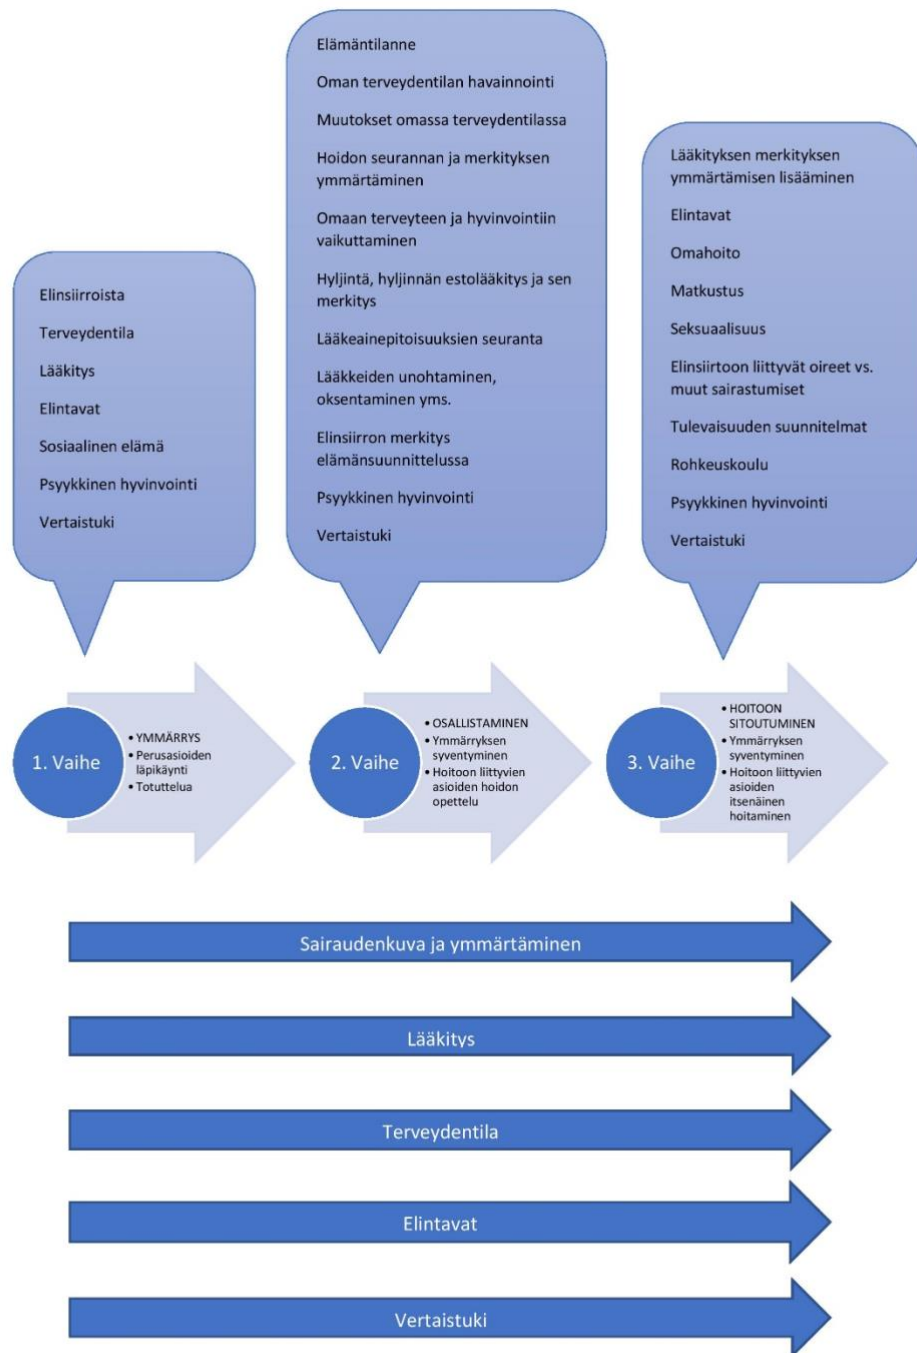 Elinsiirroista
Terveydentila
Lääkitys
Elintavat
Sosiaalinen elämä
Psyykkinen hyvinvointi
Vertaistuki
Elämäntilanne
Oman terveydentilan havainnointi
Muutokset omassa terveydentilassa
Hoidon seurannan ja merkityksen
ymmärtäminen
Omaan terveyteen ja hyvinvointiin
vaikuttaminen
Hyljintä, hyljinnän estolääkitys ja sen
merkitys
Lääkeainepitoisuuksien seuranta
Lääkkeiden unohtaminen,
oksentaminen yms.
Elinsiirron merkitys
elämänsuunnittelussa
Psyykkinen hyvinvointi
Vertaistuki
Lääkityksen merkityksen
ymmärtämisen lisääminen
Elintavat
Omahoito
Matkustus
Seksuaalisuus
Elinsiirtoon liittyvät oireet vs.
muut sairastumiset
Tulevaisuuden suunnitelmat
Rohkeuskoulu
Psyykkinen hyvinvointi
Vertaistuki
1. Vaihe
• YMMÄRRYS
• Perusasioiden
läpikäynti
• Totuttelua
2. Vaihe
• OSALLISTAMINEN
• Ymmärryksen
syventyminen
• Hoitoon liittyvien
asioiden hoidon
opettelu
3. Vaihe
• HOITOON
SITOUTUMINEN
• Ymmärryksen
syventyminen
• Hoitoon liittyvien
asioiden
itsenäinen
hoitaminen
Sairaudenkuva ja ymmärtäminen
Lääkitys
Terveydentila
Elintavat
Vertaistuki